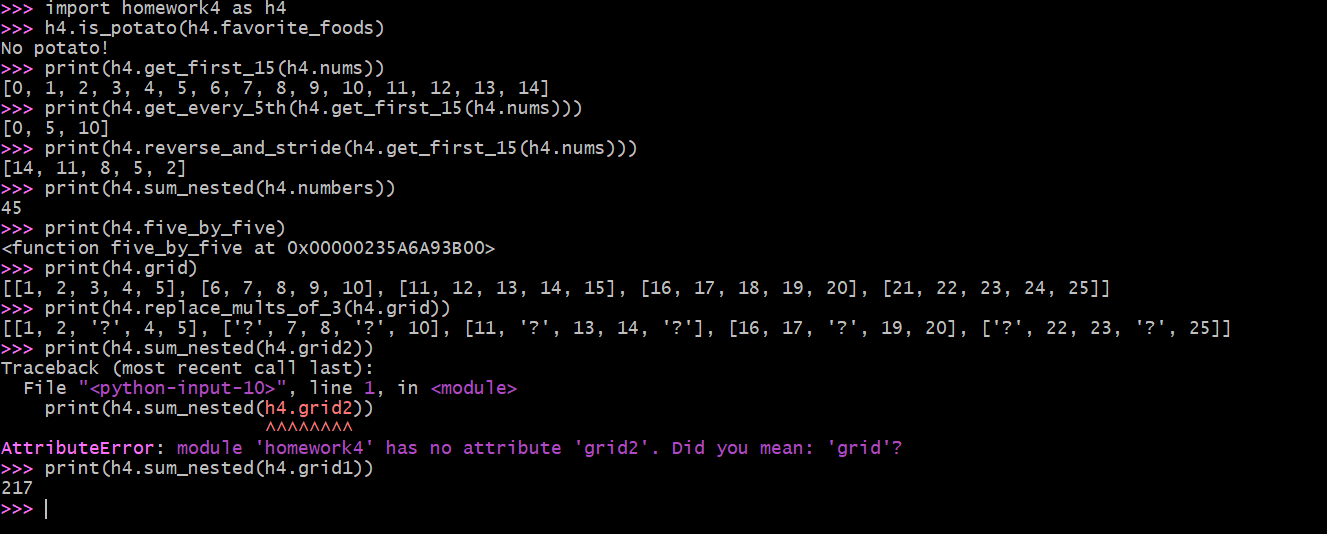 >>> import homework4 as h4
>>> h4.is_potato(h4.favorite_foods)
No potato!
>>> print(h4.get_first_15(h4.nums))
[0, 1, 2, 3, 4, 5, 6, 7, 8, 9, 10, 11, 12, 13, 14]
>>> print(h4.get_every_5th(h4.get_first_15(h4.nums)))
[0, 5, 10]
>>> print(h4.reverse_and_stride(h4.get_first_15(h4.nums)))
[14, 11, 8, 5, 2]
>>> print(h4.sum_nested(h4.numbers))
45
>>> print(h4.five_by_five)
<function five_by_five at 0x00000235A6A93B00>
>>> print(h4.grid)
[[1, 2, 3, 4, 5], [6, 7, 8, 9, 10], [11, 12, 13, 14, 15], [16, 17, 18, 19, 20], [21, 22, 23, 24, 25]]
>>> print(h4.replace_mults_of_3(h4.grid))
[[1, 2, '?', 4, 5], ['?', 7, 8, '?', 10], [11, '?', 13, 14, '?'], [16, 17, '?', 19, 20], ['?', 22, 23, '?', 25]]
>>> print(h4.sum_nested(h4.grid2))
Traceback (most recent call last):
  File "<python-input-10>", line 1, in <module>
    print(h4.sum_nested(h4.grid2))
                        ^^^^^^^^
AttributeError: module 'homework4' has no attribute 'grid2'. Did you mean: 'grid'?
>>> print(h4.sum_nested(h4.grid1))
217
>>>